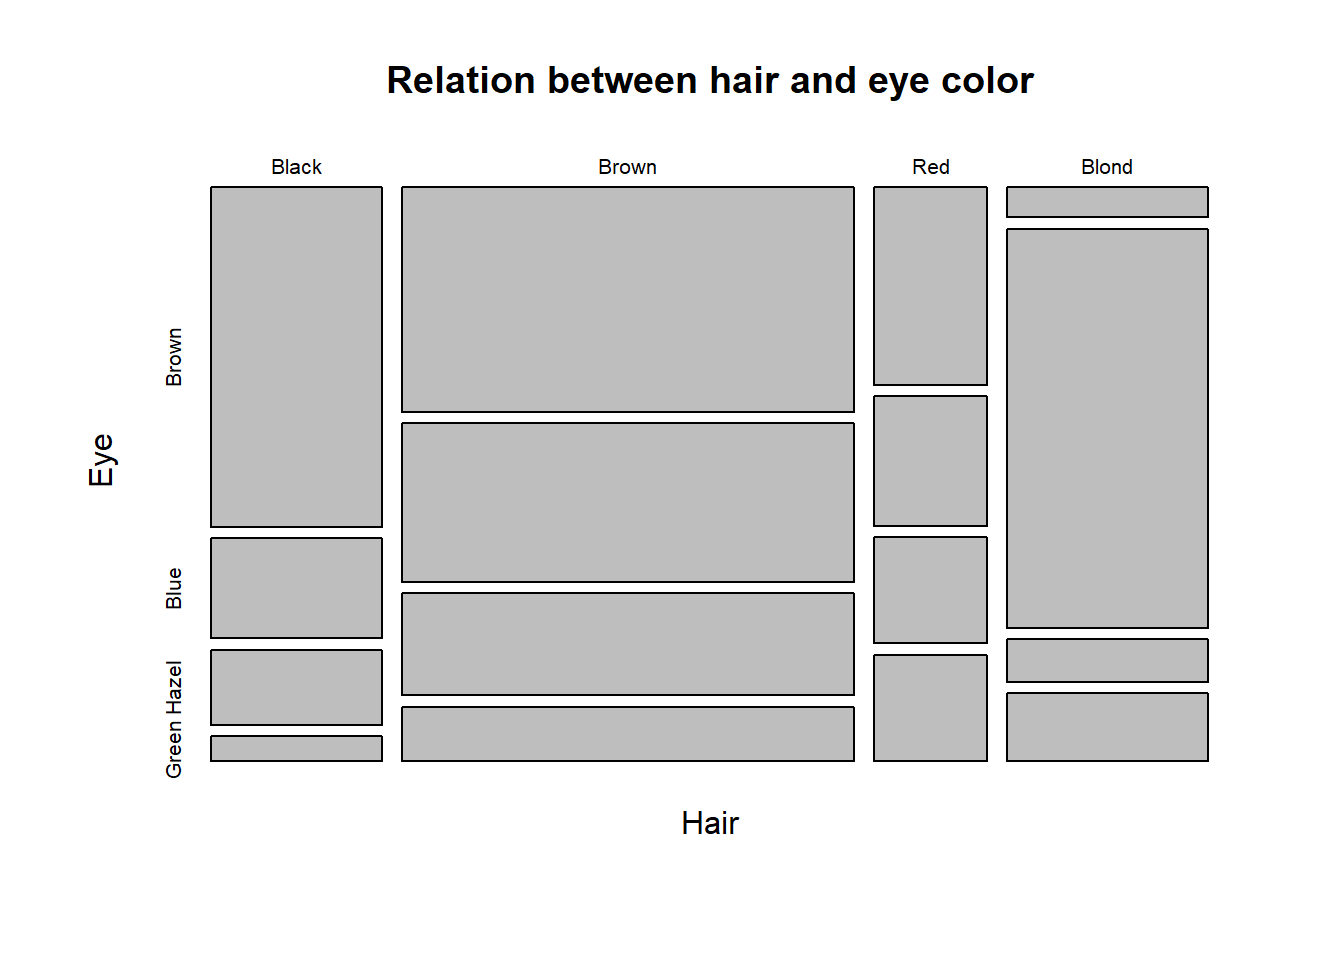 Relation between hair and eye color
Black Brown Red Blond
Brown
Blue
Hazel
Green
Eye
Hair